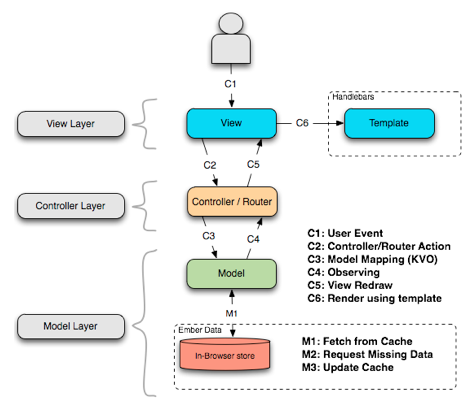 C1
Handlebars
View Layer
View
C6
Template
C2
C5
Controller Layer
Controller / Router
C3
C4
C1: User Event
C2: Controller/Router Action
C3: Model Mapping (KVO)
C4: Observing
C5: View Redraw
C6: Render using template
Model
M1
Model Layer
Ember Data
In-Browser store
M1: Fetch from Cache
M2: Request Missing Data
M3: Update Cache